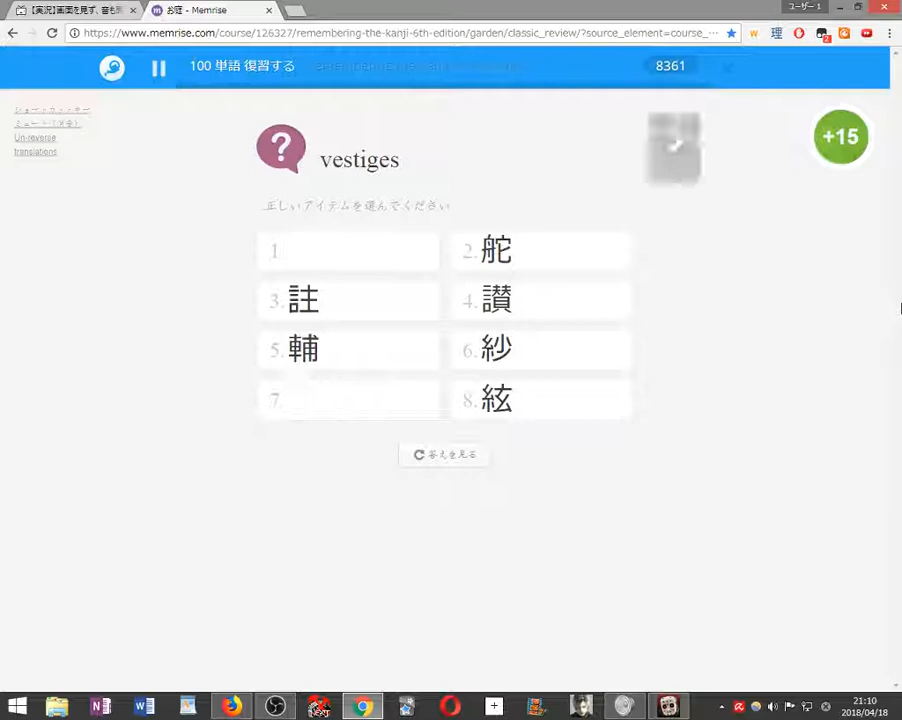 【実況】画面を見ず、音も
お庭 - Memrise
ユーザー 1
https://www.memrise.com/course/126327/remembering-the-kanji-6th-edition/garden/classic_review/?source_element=course_...
100 単語 復習する
8361
Un-reverse
translations
?
vestiges
+15
正しいアイテムを選んでください
1.
2. 舵
3. 註
4. 讃
5. 輔
6. 紗
7.
8. 絃
答えを見る
21:10
2018/04/18